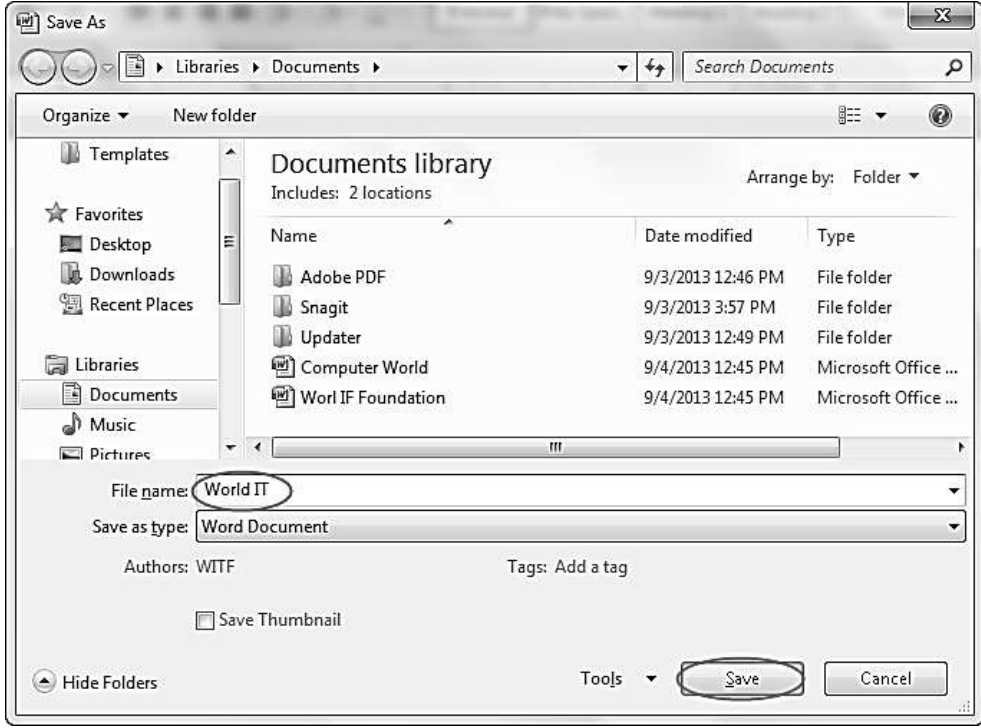 Save As
Libraries Documents
Search Documents
Organize New folder
Templates
Favorites
Desktop
Downloads
Recent Places
Libraries
Documents
Music
Pictures
Documents library
Includes: 2 locations
Arrange by: Folder
Name Date modified Type
Adobe PDF 9/3/2013 12:46 PM File folder
Snagit 9/3/2013 3:57 PM File folder
Updater 9/3/2013 12:49 PM File folder
Computer World 9/4/2013 12:45 PM Microsoft Office ...
Worl IF Foundation 9/4/2013 12:45 PM Microsoft Office ...
File name: World IT
Save as type: Word Document
Authors: WITF Tags: Add a tag
Save Thumbnail
Hide Folders Tools Save Cancel